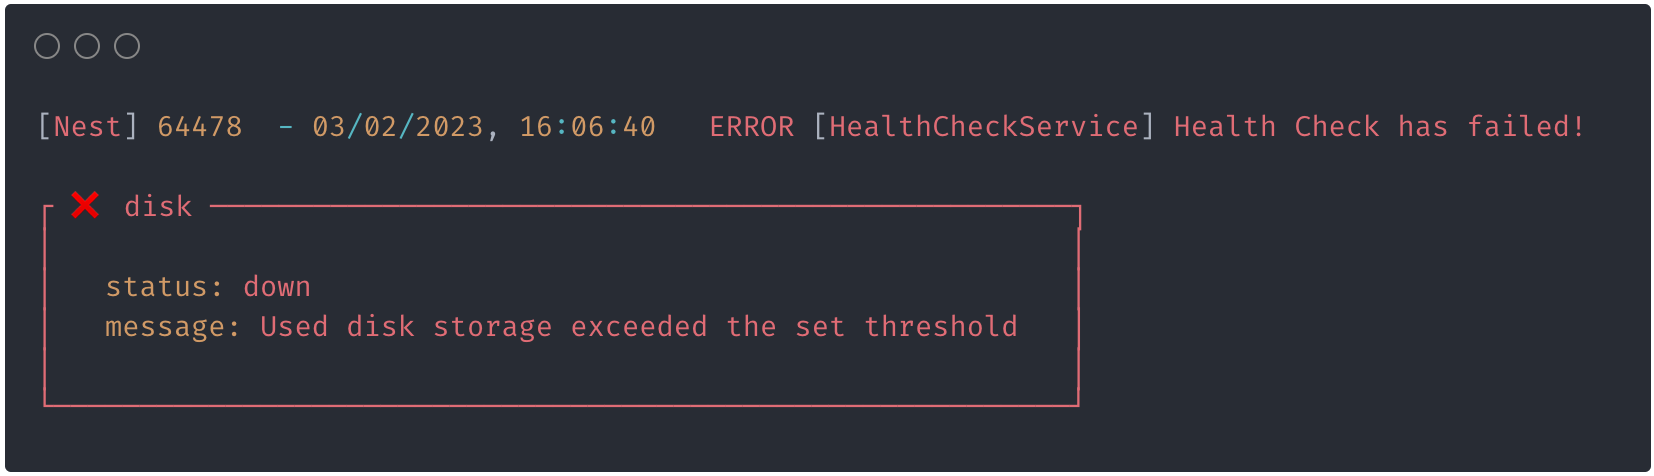 [Nest] 64478  - 03/02/2023, 16:06:40   ERROR [HealthCheckService] Health Check has failed!
❌ disk
status: down
message: Used disk storage exceeded the set threshold